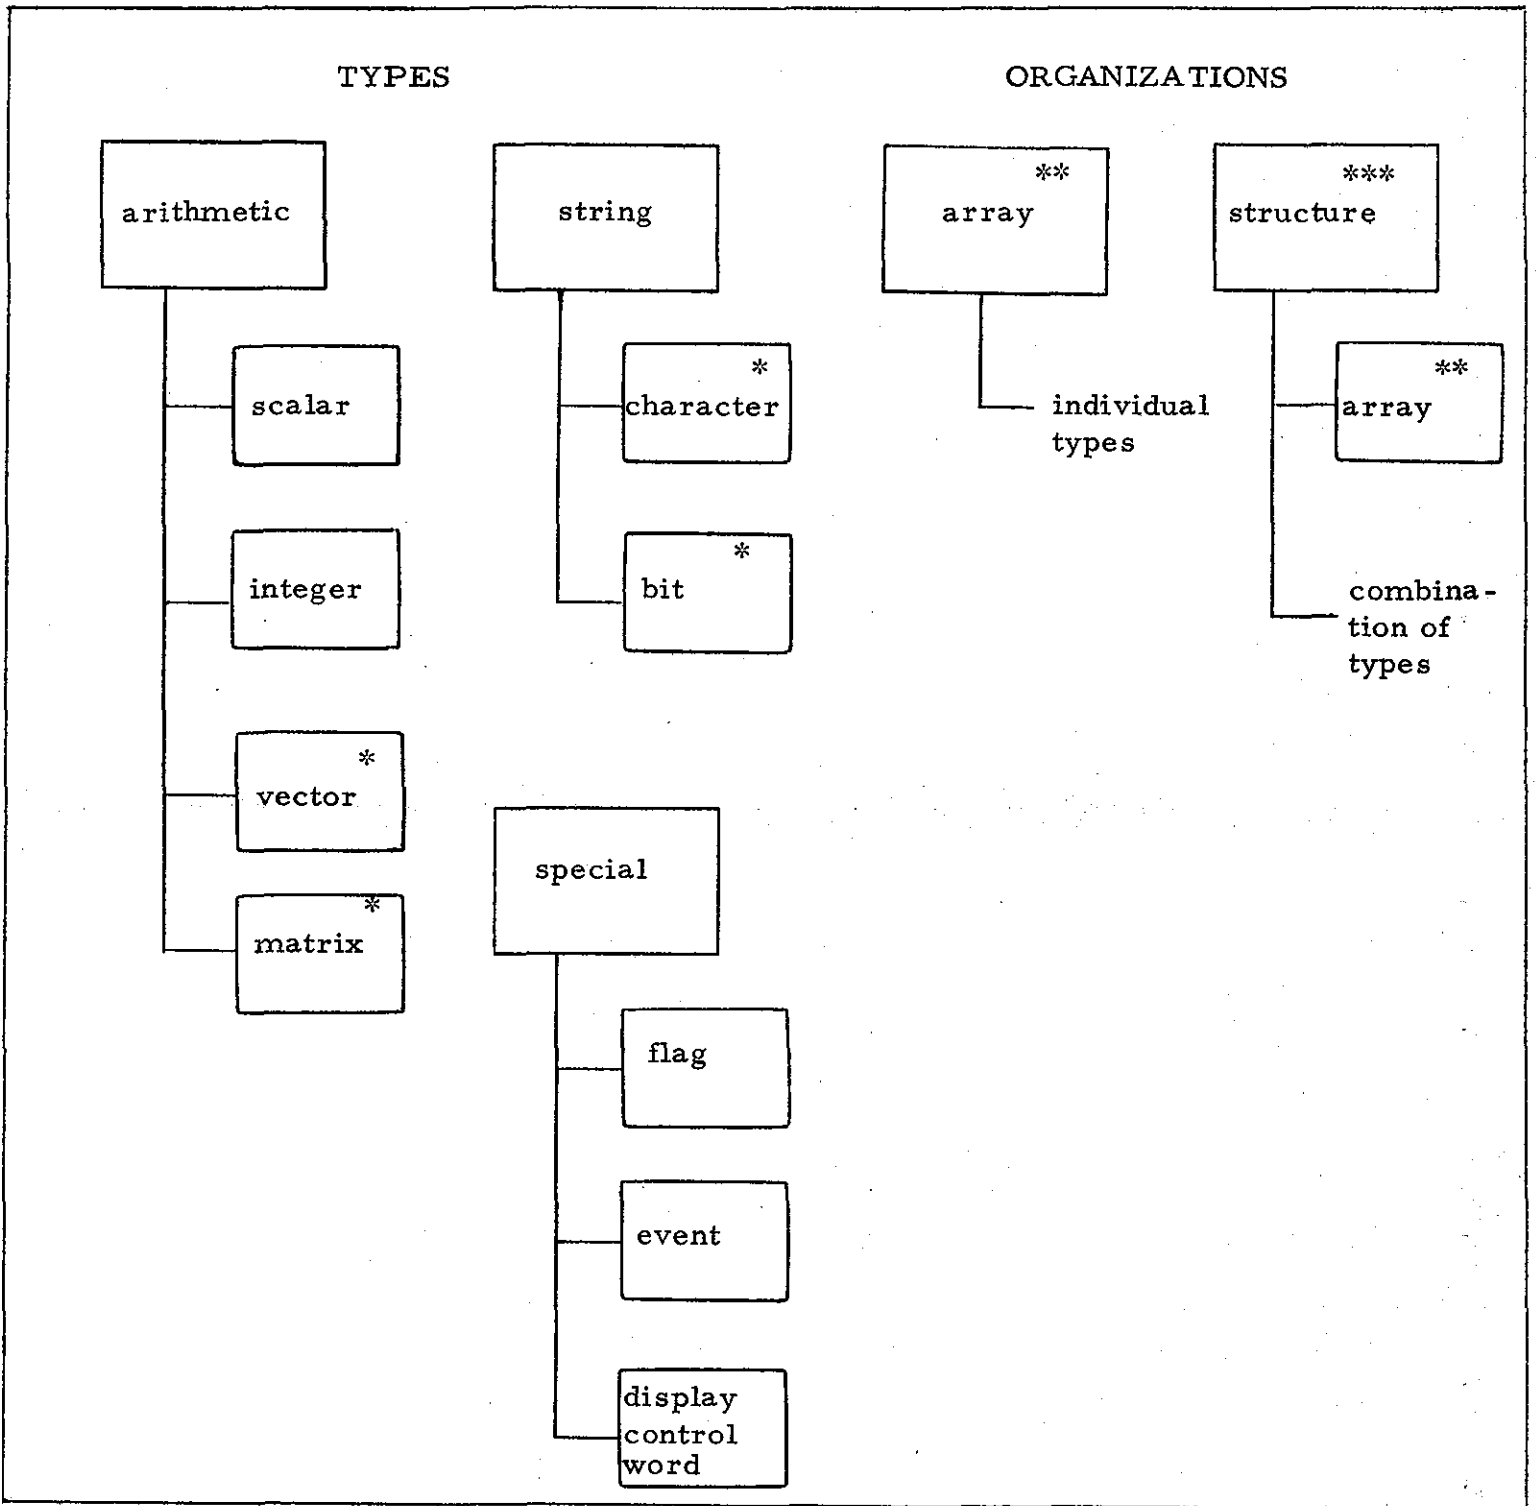 TYPES
ORGANIZATIONS
arithmetic
scalar
integer
*
vector
*
matrix
string
*
character
*
bit
special
flag
event
display
control
word
**
array
individual
types
***
structure
**
array
combina-
tion of
types